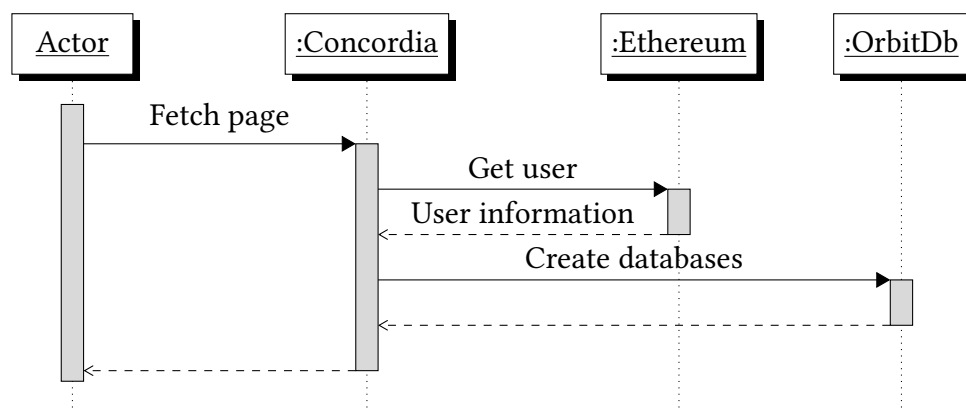 Actor
:Concordia
:Ethereum
:OrbitDb
Fetch page
Get user
User information
Create databases